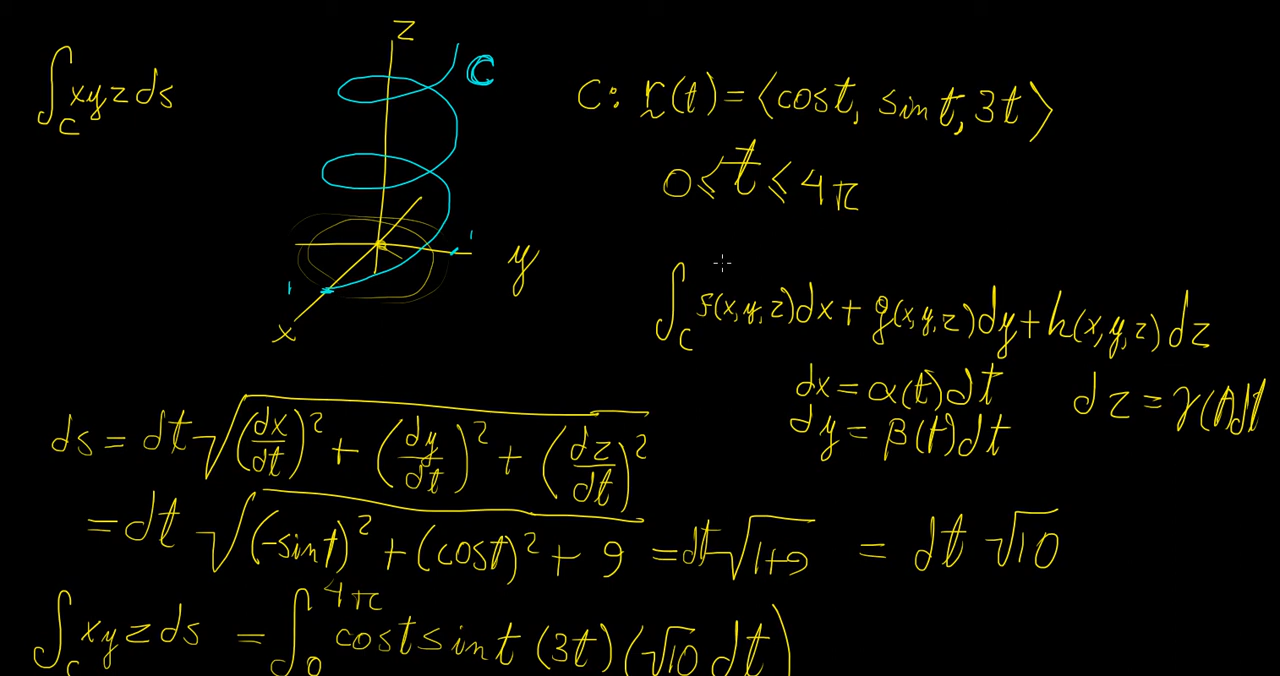 ∫_C xyz ds
z
C
y
x
1
1
C: r(t) = ⟨cos t, sin t, 3t⟩
0 ≤ t ≤ 4π
∫_C f(x,y,z)dx + g(x,y,z)dy + h(x,y,z)dz
dx = α(t)dt dz = γ(t)dt
dy = β(t)dt
ds = dt √((dx/dt)² + (dy/dt)² + (dz/dt)²)
= dt √((-sin t)² + (cos t)² + 9) = dt √(1+9) = dt √10
∫_C xyz ds = ∫_0^{4π} cos t sin t (3t) (√10 dt)